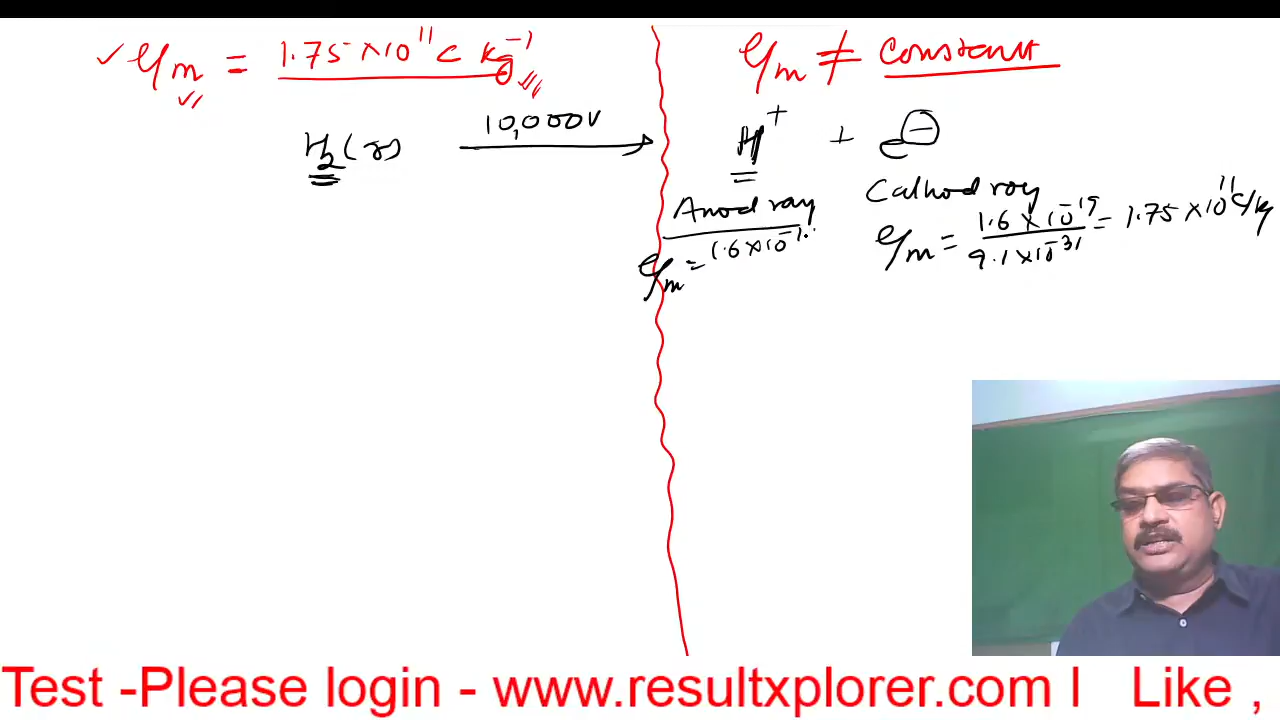 ✓ e/m = 1.75 × 10¹¹ C kg⁻¹
e/m ≠ Constant
H₂(g) 10,000V → H⁺ + e⊖
Anod ray
e/m = 1.6 × 10⁻¹
Cathod ray
e/m = 1.6 × 10⁻¹⁹ / 9.1 × 10⁻³¹ = 1.75 × 10¹¹ C/kg
Test -Please login - www.resultxplorer.com l Like ,